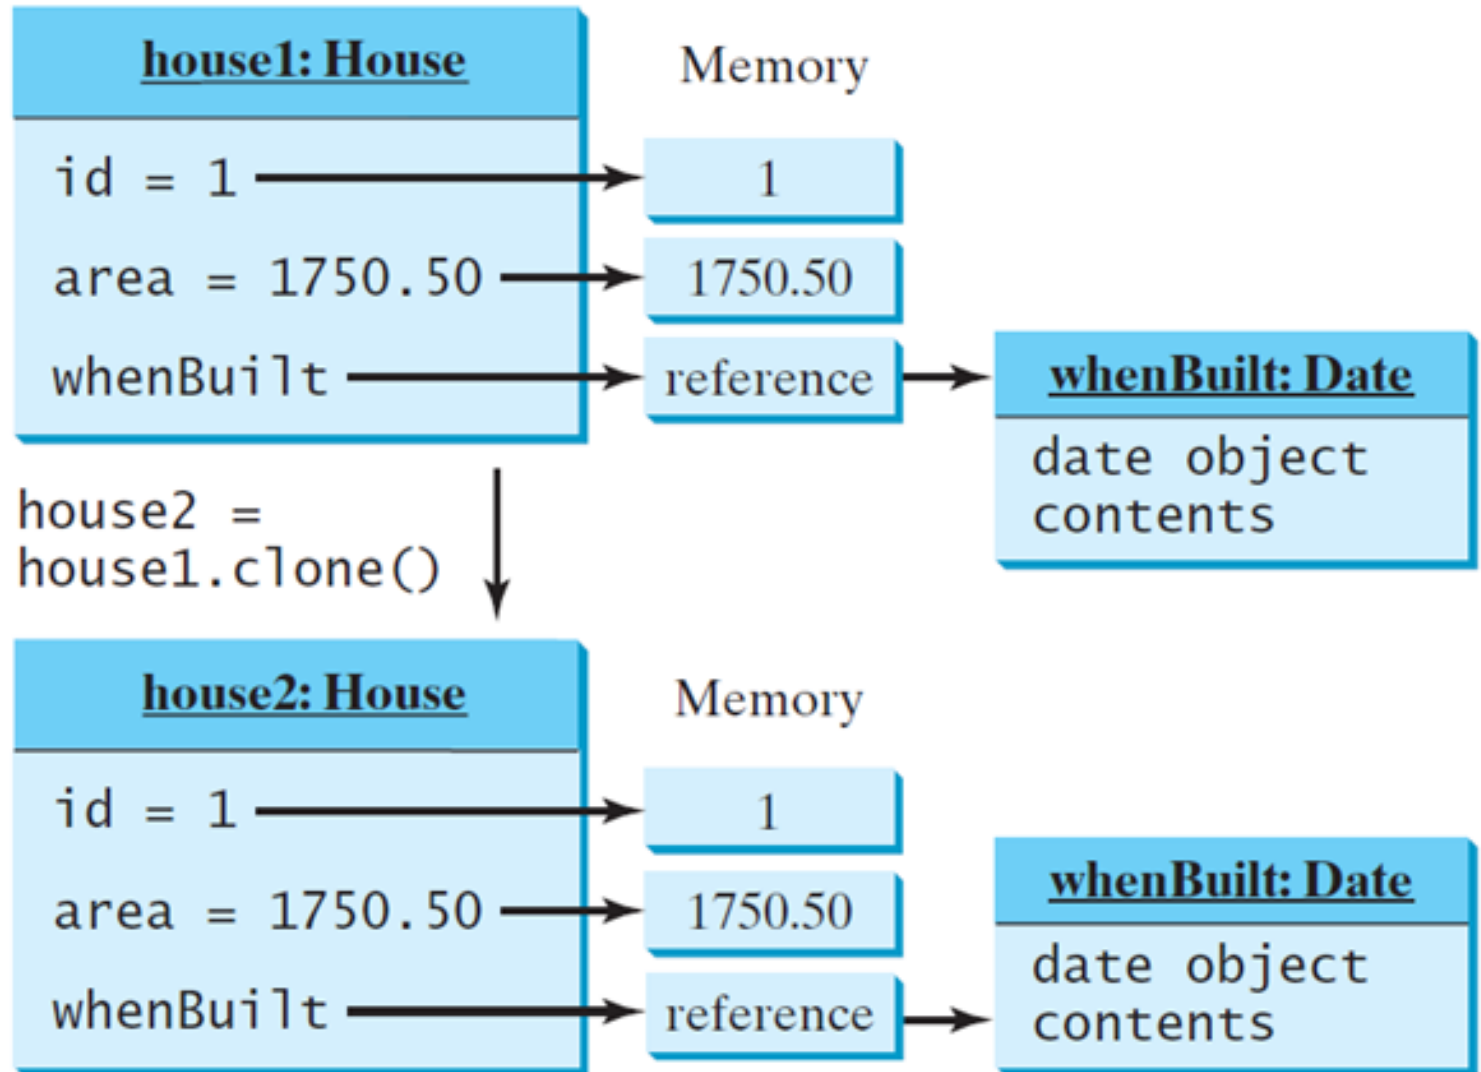 house1: House
Memory
id = 1
1
area = 1750.50
1750.50
whenBuilt
reference
whenBuilt: Date
date object
contents
house2 =
house1.clone()
house2: House
Memory
id = 1
1
area = 1750.50
1750.50
whenBuilt
reference
whenBuilt: Date
date object
contents